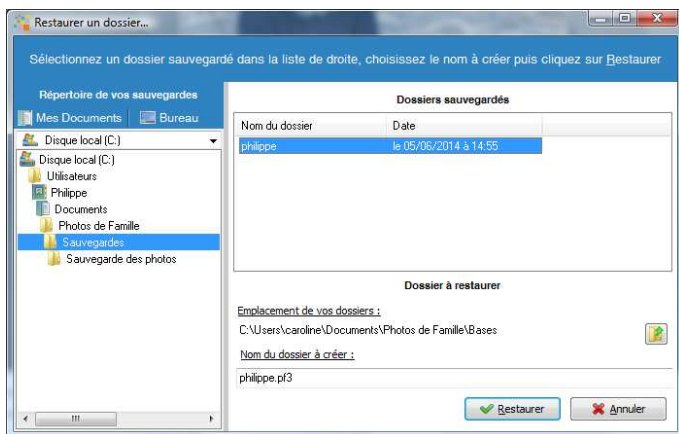 Restaurer un dossier...
Sélectionnez un dossier sauvegardé dans la liste de droite, choisissez le nom à créer puis cliquez sur Restaurer
Répertoire de vos sauvegardes
Mes Documents Bureau
Disque local (C:)
Disque local (C:)
Utilisateurs
Philippe
Documents
Photos de Famille
Sauvegardes
Sauvegarde des photos
Dossiers sauvegardés
Nom du dossier Date
philippe le 05/06/2014 à 14:55
Dossier à restaurer
Emplacement de vos dossiers :
C:\Users\caroline\Documents\Photos de Famille\Bases
Nom du dossier à créer :
philippe.pf3
Restaurer Annuler